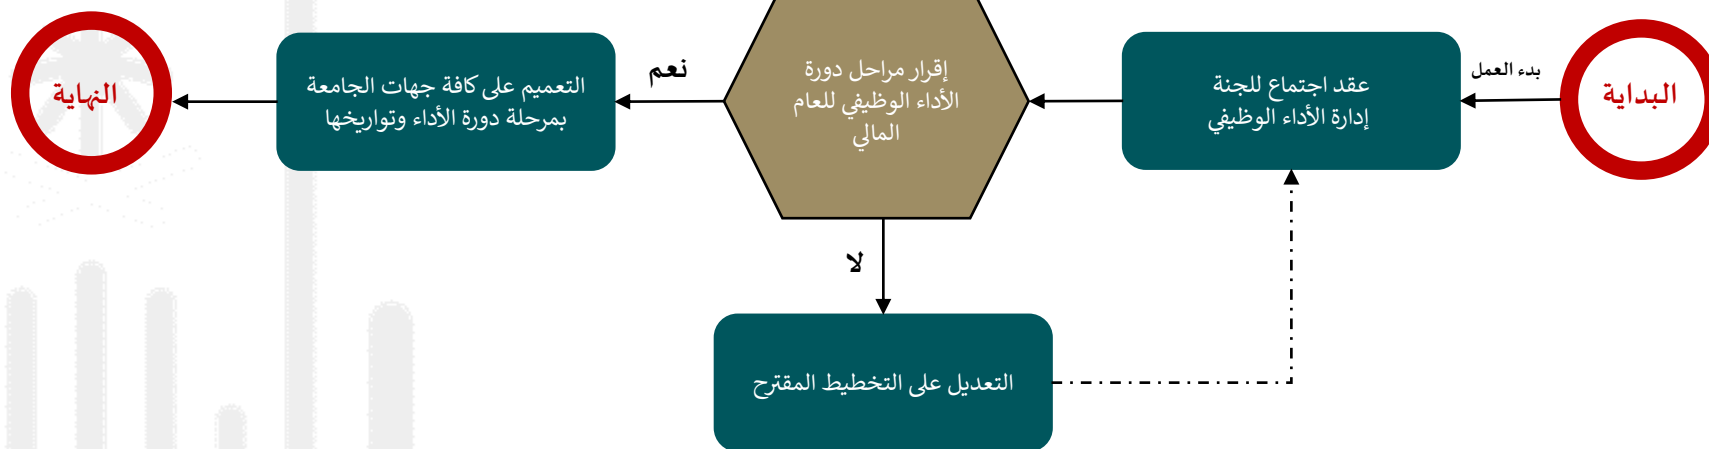 البداية
بدء العمل
عقد اجتماع للجنة
إدارة الأداء الوظيفي
إقرار مراحل دورة
الأداء الوظيفي للعام
المالي
نعم
التعميم على كافة جهات الجامعة
بمرحلة دورة الأداء وتواريخها
النهاية
لا
التعديل على التخطيط المقترح